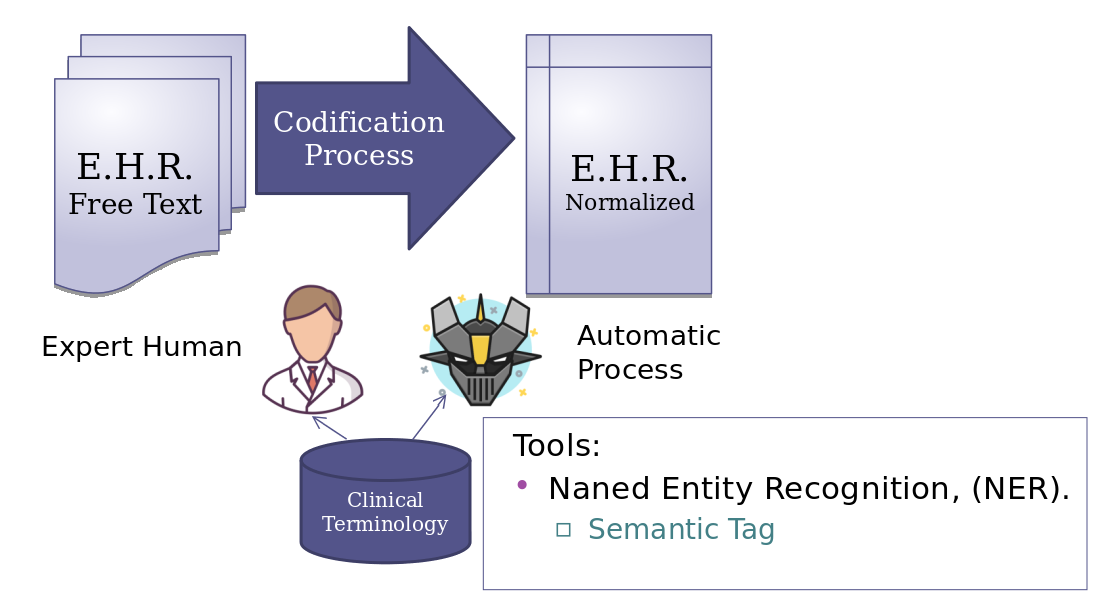 E.H.R.
Free Text
Codification
Process
E.H.R.
Normalized
Expert Human
Automatic
Process
Clinical
Terminology
Tools:
• Naned Entity Recognition, (NER).
Semantic Tag